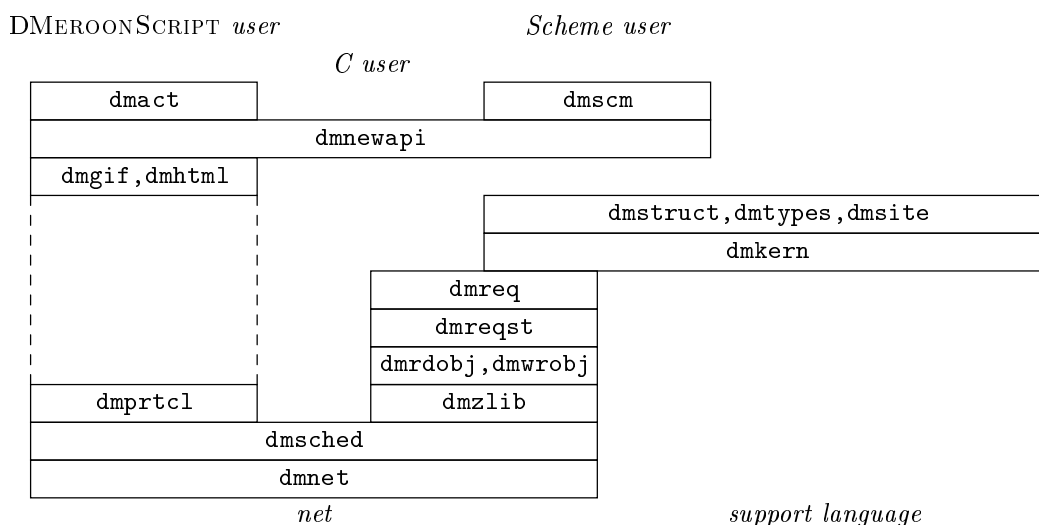 DMEROONSCRIPT user
Scheme user
C user
dmact
dmscm
dmnewapi
dmgif,dmhtml
dmstruct,dmtypes,dmsite
dmkern
dmreq
dmreqst
dmrdobj,dmwrobj
dmprtcl
dmzlib
dmsched
dmnet
net
support language